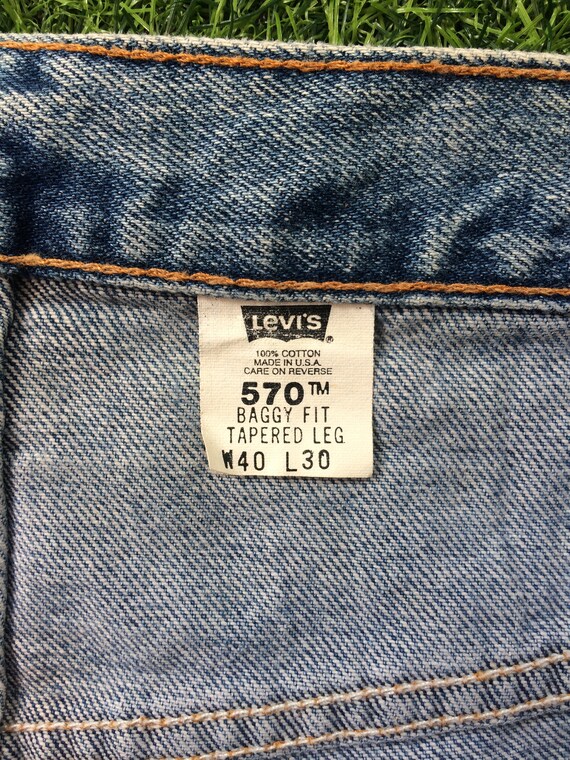 LEVI'S
®
100% COTTON
MADE IN U.S.A.
CARE ON REVERSE
570™
BAGGY FIT
TAPERED LEG
W40 L30